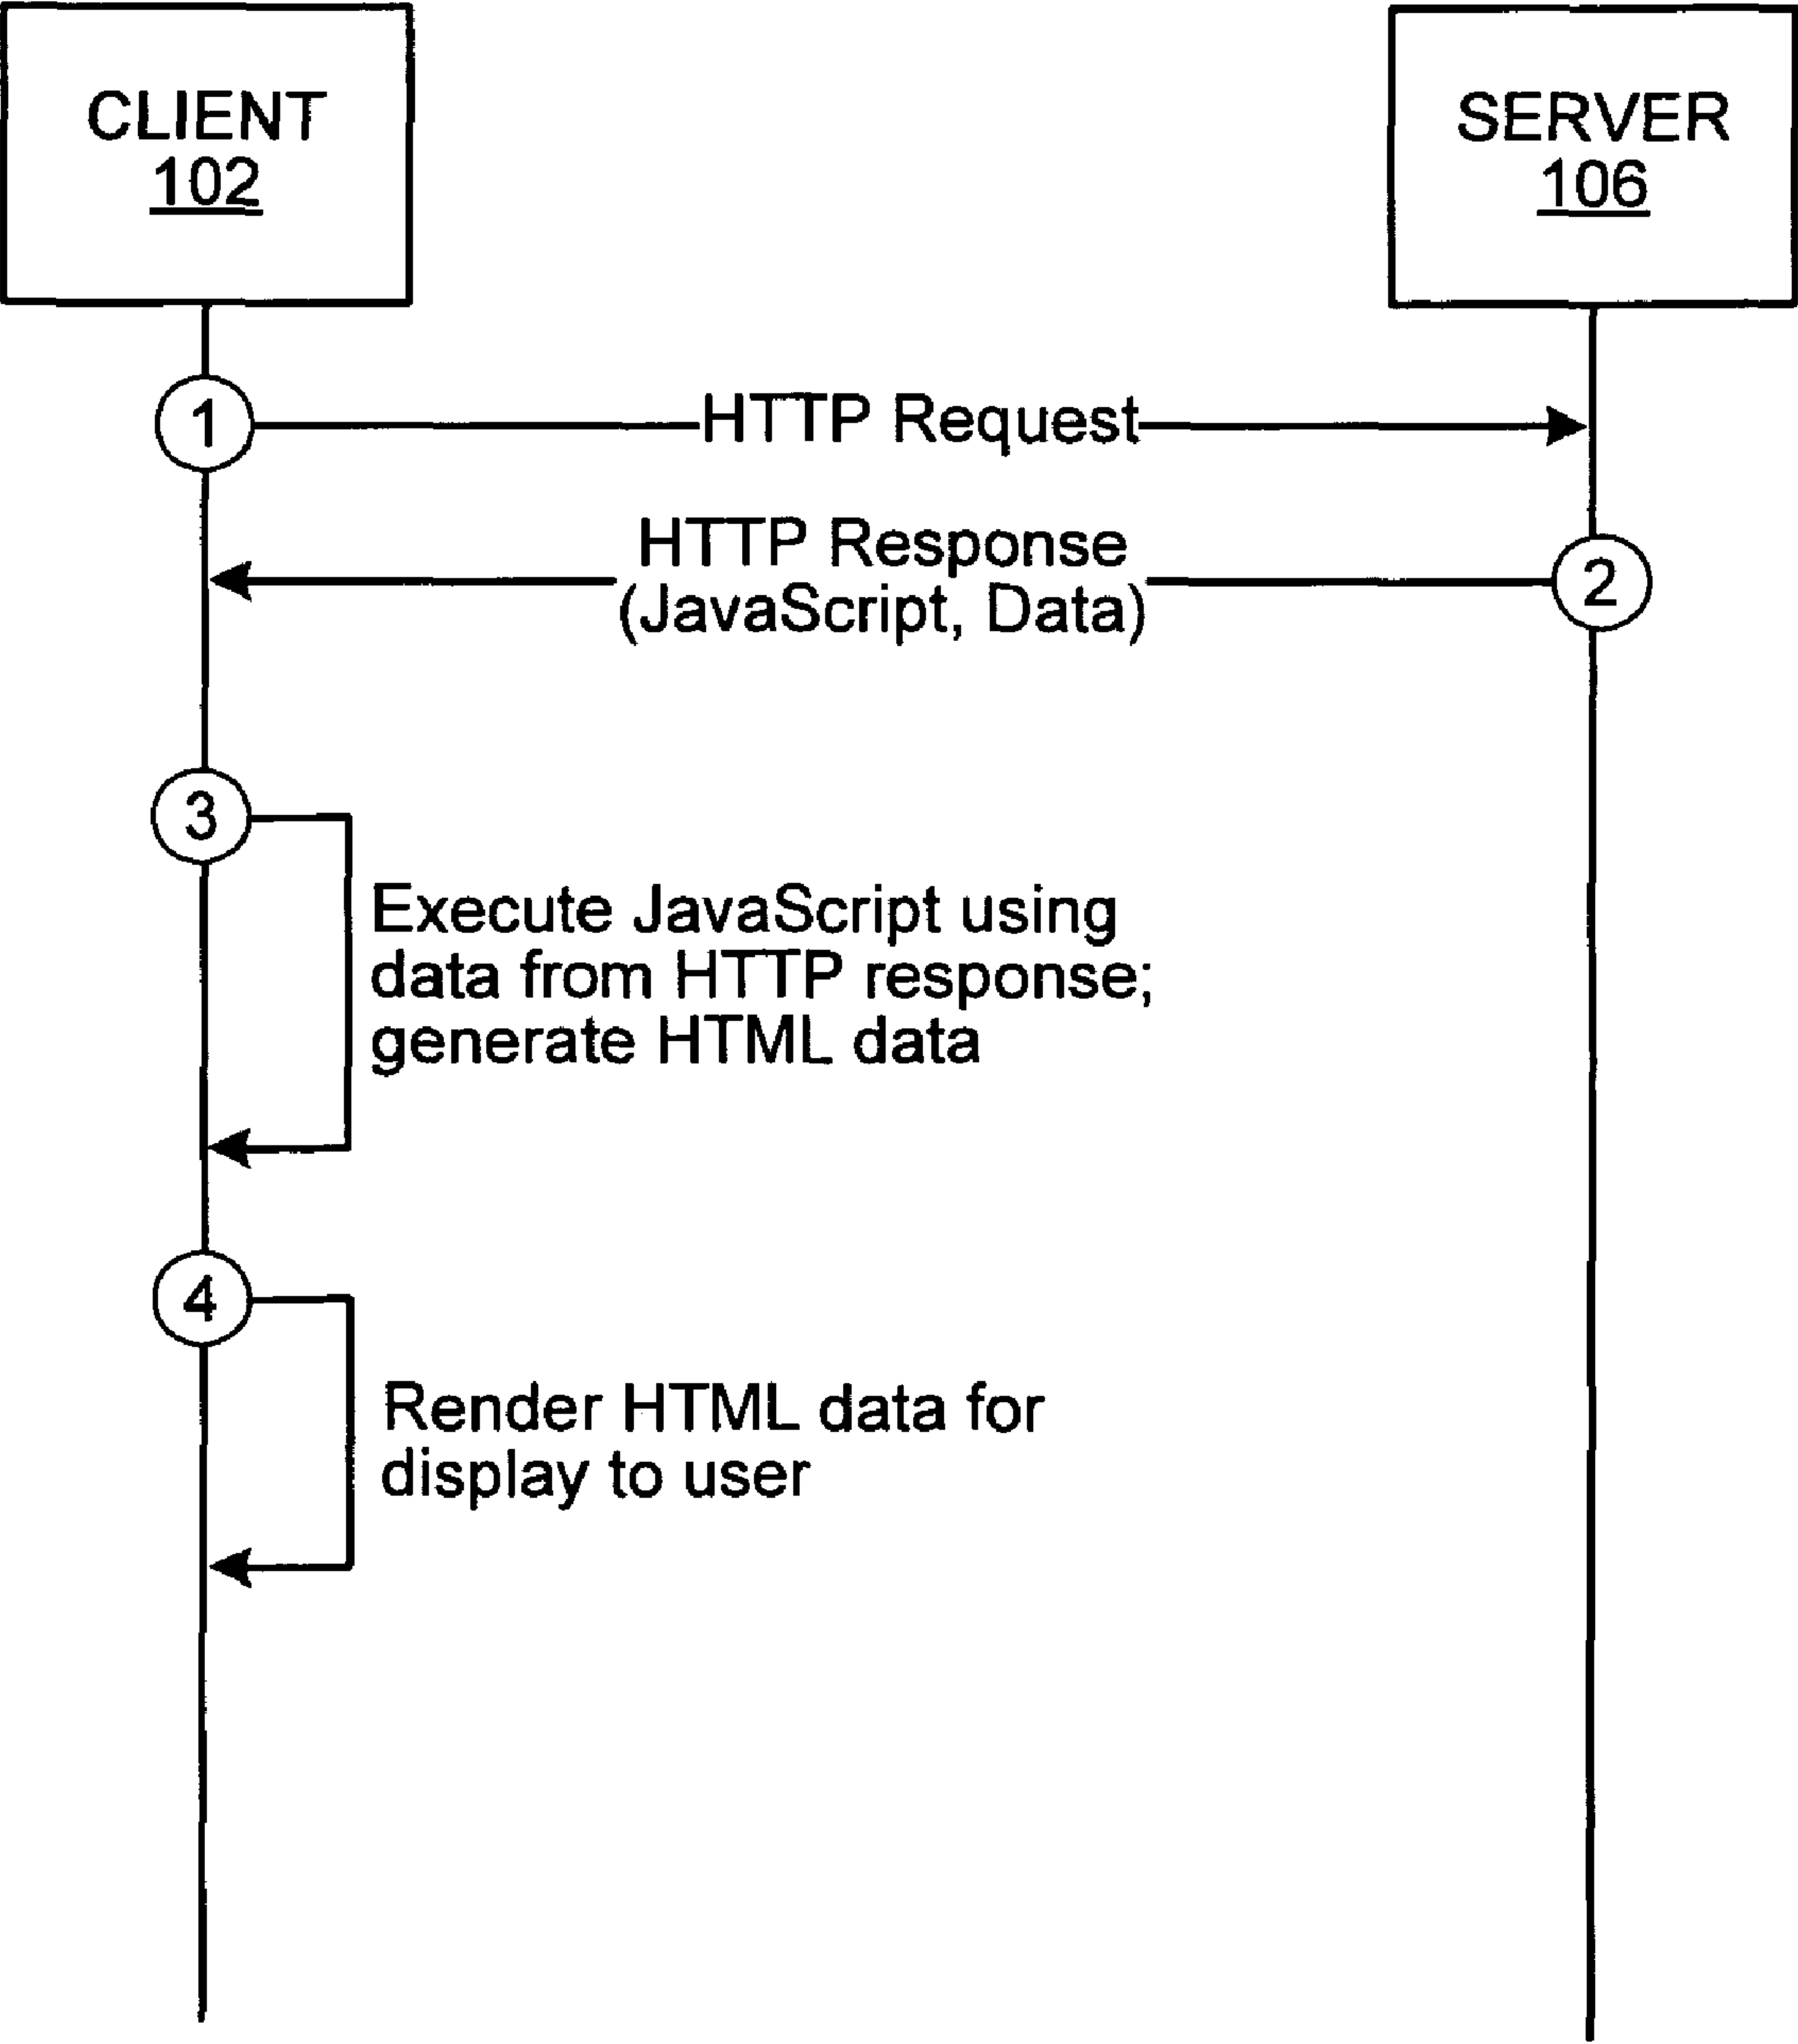 CLIENT
102
SERVER
106
1
HTTP Request
HTTP Response
(JavaScript, Data)
2
3
Execute JavaScript using
data from HTTP response;
generate HTML data
4
Render HTML data for
display to user